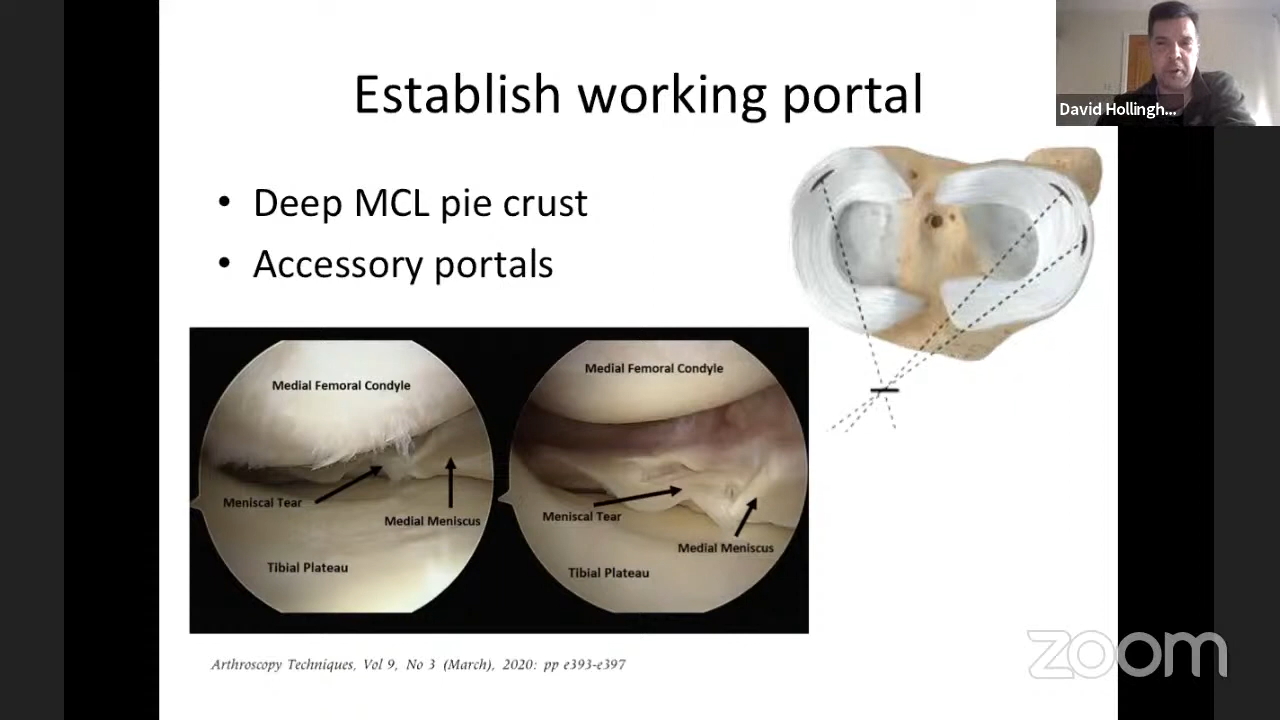 Establish working portal
David Hollingh...
• Deep MCL pie crust
• Accessory portals
Medial Femoral Condyle
Meniscal Tear
Medial Meniscus
Tibial Plateau
Medial Femoral Condyle
Meniscal Tear
Medial Meniscus
Tibial Plateau
Arthroscopy Techniques, Vol 9, No 3 (March), 2020: pp e393-e397
zoom